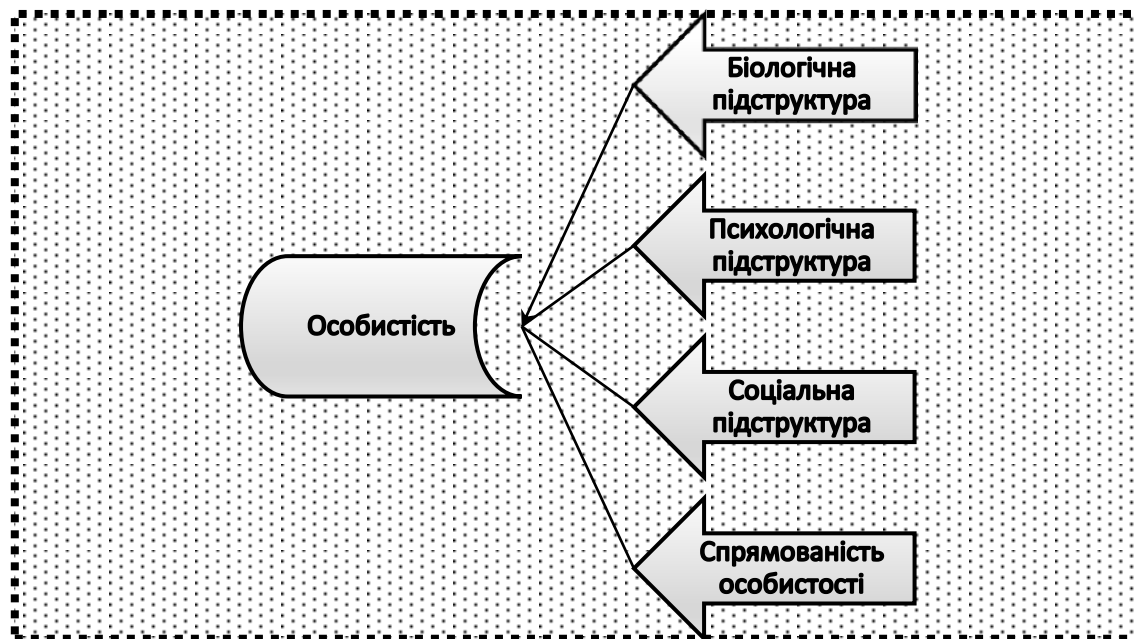 Біологічна
підструктура
Психологічна
підструктура
Особистість
Соціальна
підструктура
Спрямованість
особистості